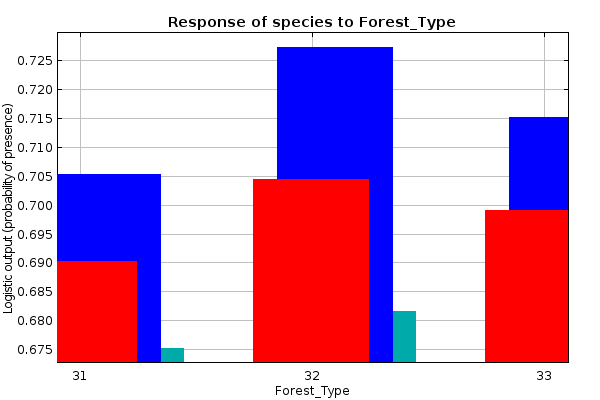 Response of species to Forest_Type
Logistic output (probability of presence)
0.725
0.720
0.715
0.710
0.705
0.700
0.695
0.690
0.685
0.680
0.675
31 32 33
Forest_Type